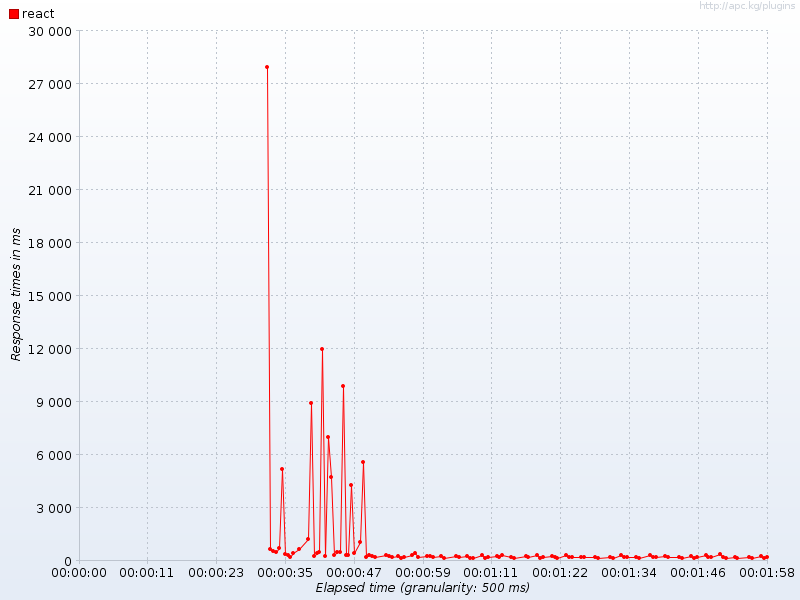 http://apc.kg/plugins
react
30 000
27 000
24 000
21 000
18 000
15 000
12 000
9 000
6 000
3 000
0
Response times in ms
00:00:00 00:00:11 00:00:23 00:00:35 00:00:47 00:00:59 00:01:11 00:01:22 00:01:34 00:01:46 00:01:58
Elapsed time (granularity: 500 ms)